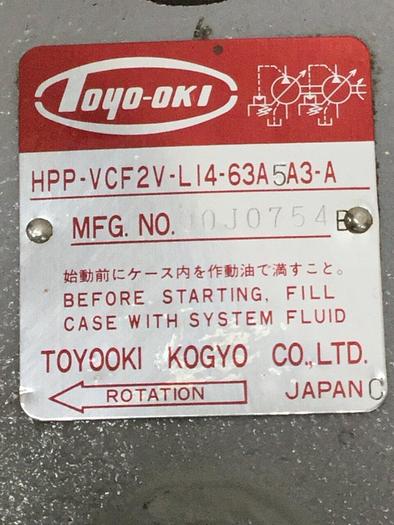 TOYO-OKI
HPP-VCF2V-L14-63A5A3-A
MFG. NO. J0J0754 E
始動前にケース内を作動油で満すこと。
BEFORE STARTING, FILL
CASE WITH SYSTEM FLUID
TOYOOKI KOGYO CO., LTD.
ROTATION JAPAN C